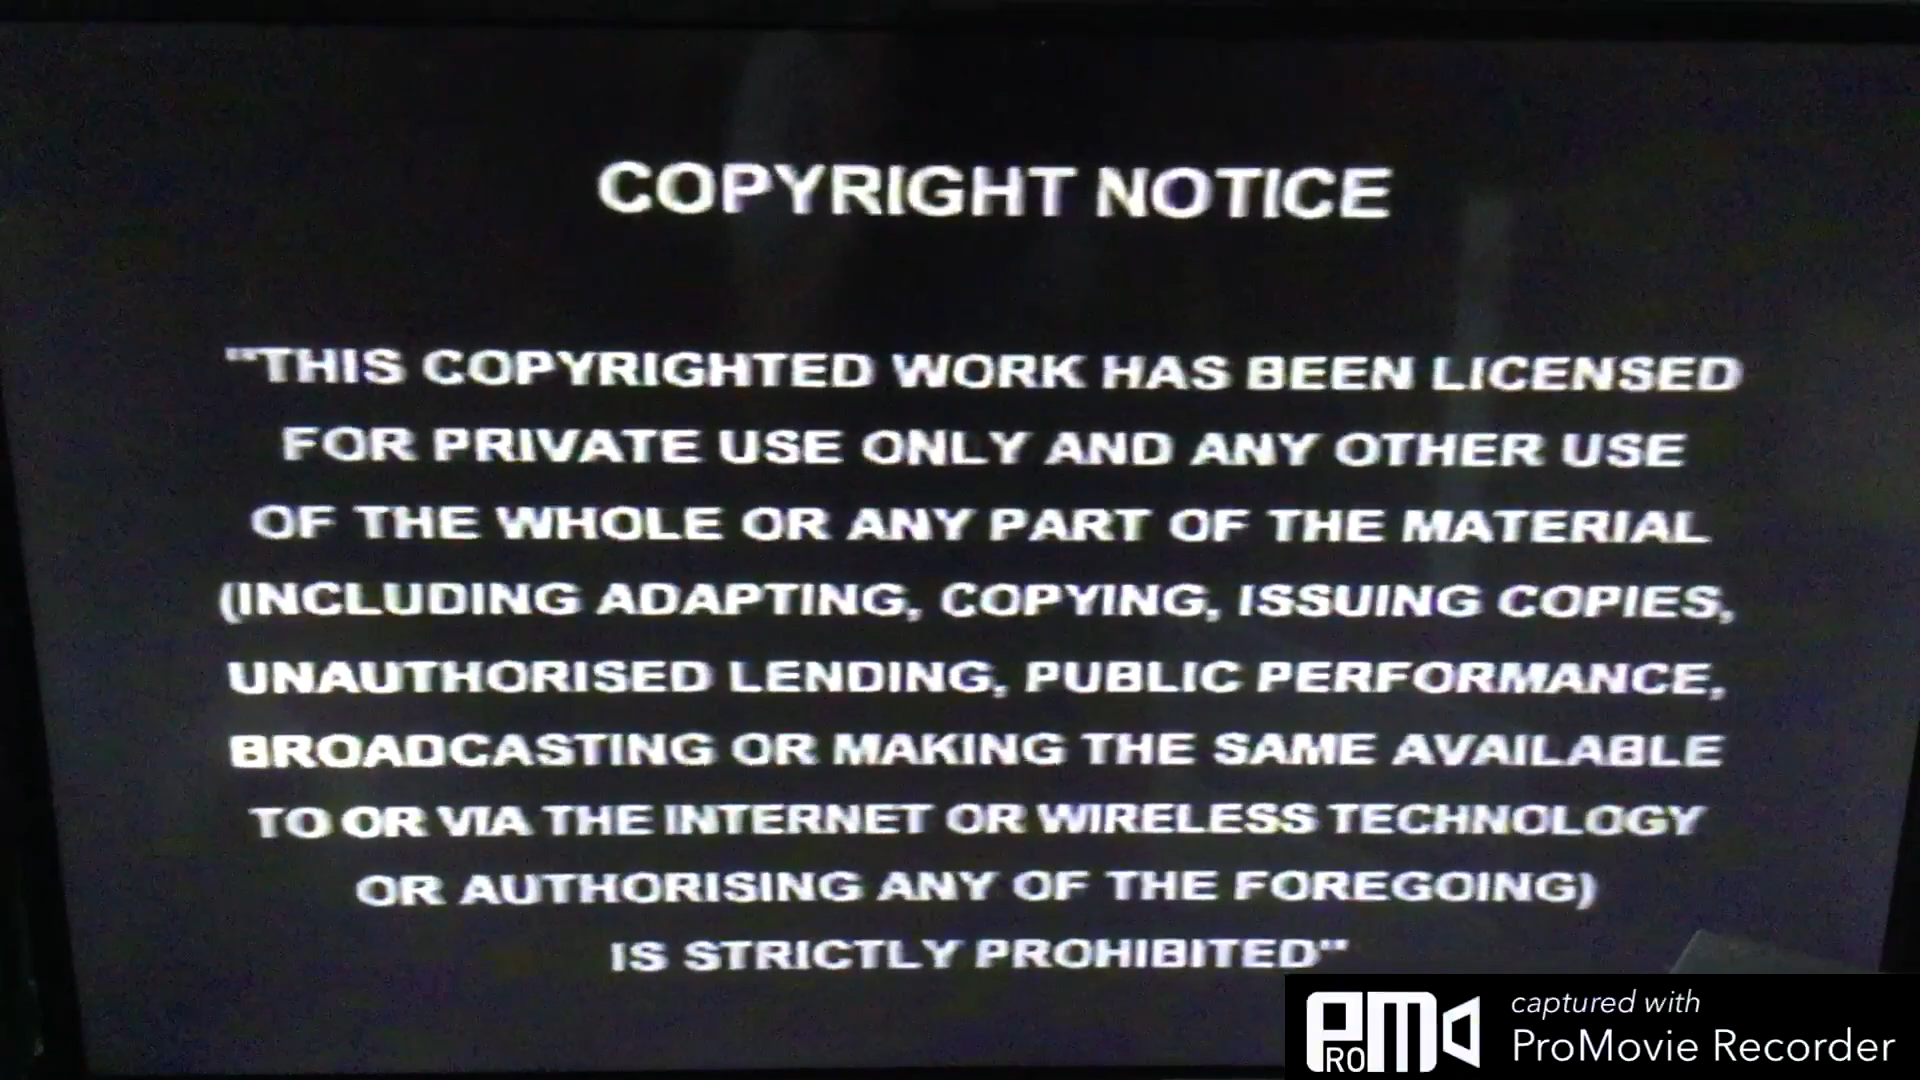 COPYRIGHT NOTICE
"THIS COPYRIGHTED WORK HAS BEEN LICENSED
FOR PRIVATE USE ONLY AND ANY OTHER USE
OF THE WHOLE OR ANY PART OF THE MATERIAL
(INCLUDING ADAPTING, COPYING, ISSUING COPIES,
UNAUTHORISED LENDING, PUBLIC PERFORMANCE,
BROADCASTING OR MAKING THE SAME AVAILABLE
TO OR VIA THE INTERNET OR WIRELESS TECHNOLOGY
OR AUTHORISING ANY OF THE FOREGOING)
IS STRICTLY PROHIBITED"
PROM
captured with
ProMovie Recorder